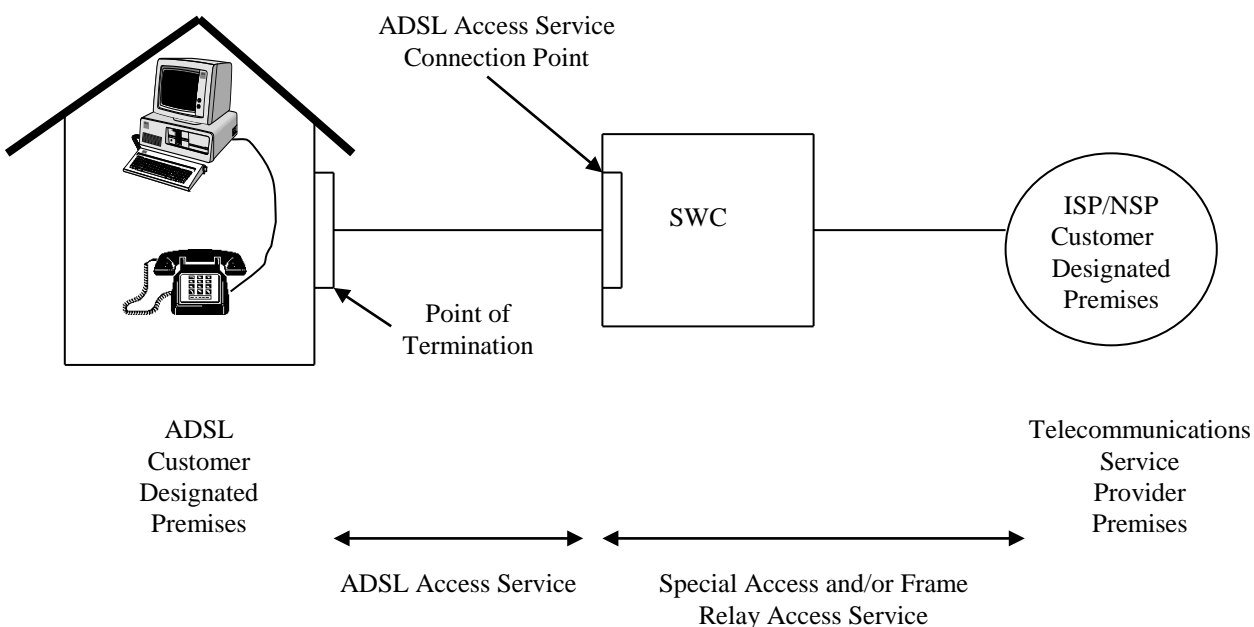 ADSL Access Service
Connection Point
SWC
ISP/NSP
Customer
Designated
Premises
Point of
Termination
ADSL
Customer
Designated
Premises
Telecommunications
Service
Provider
Premises
ADSL Access Service
Special Access and/or Frame
Relay Access Service